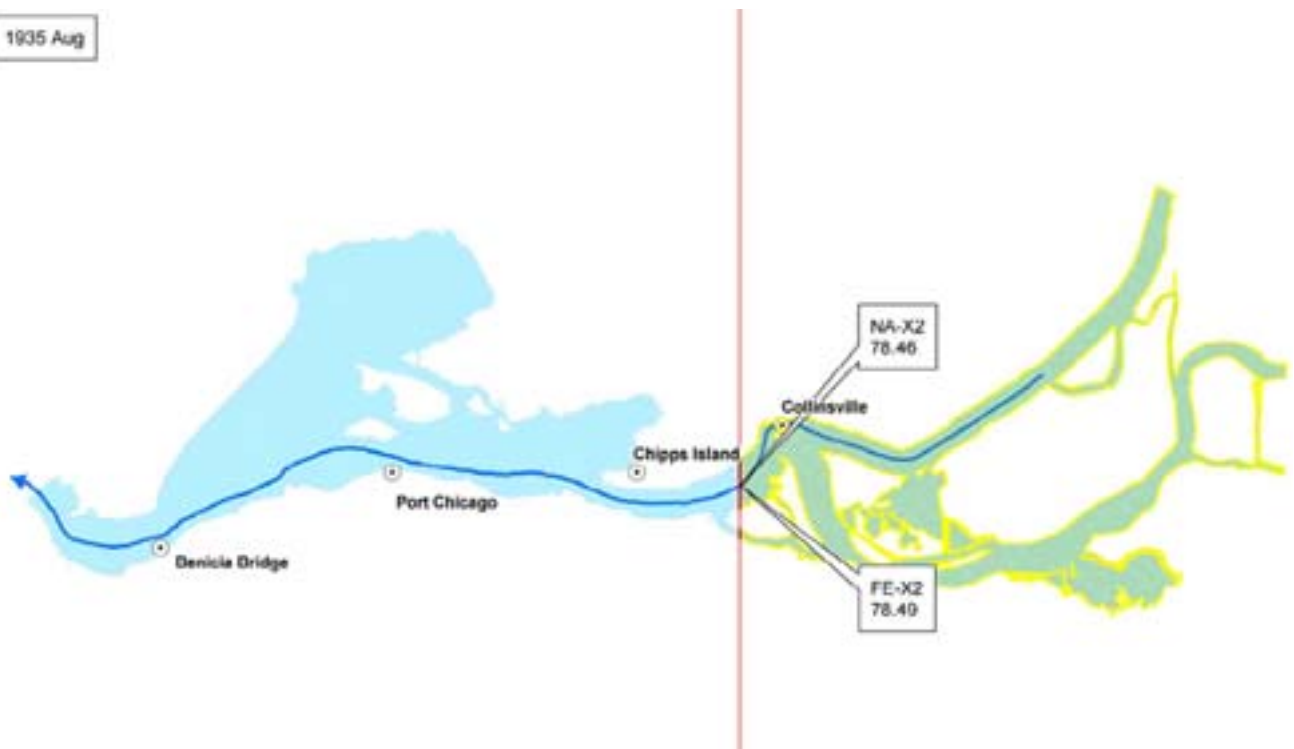 1935 Aug
NA-X2
78.46
Collinsville
Chipps Island
Port Chicago
Benicia Bridge
FE-X2
78.49